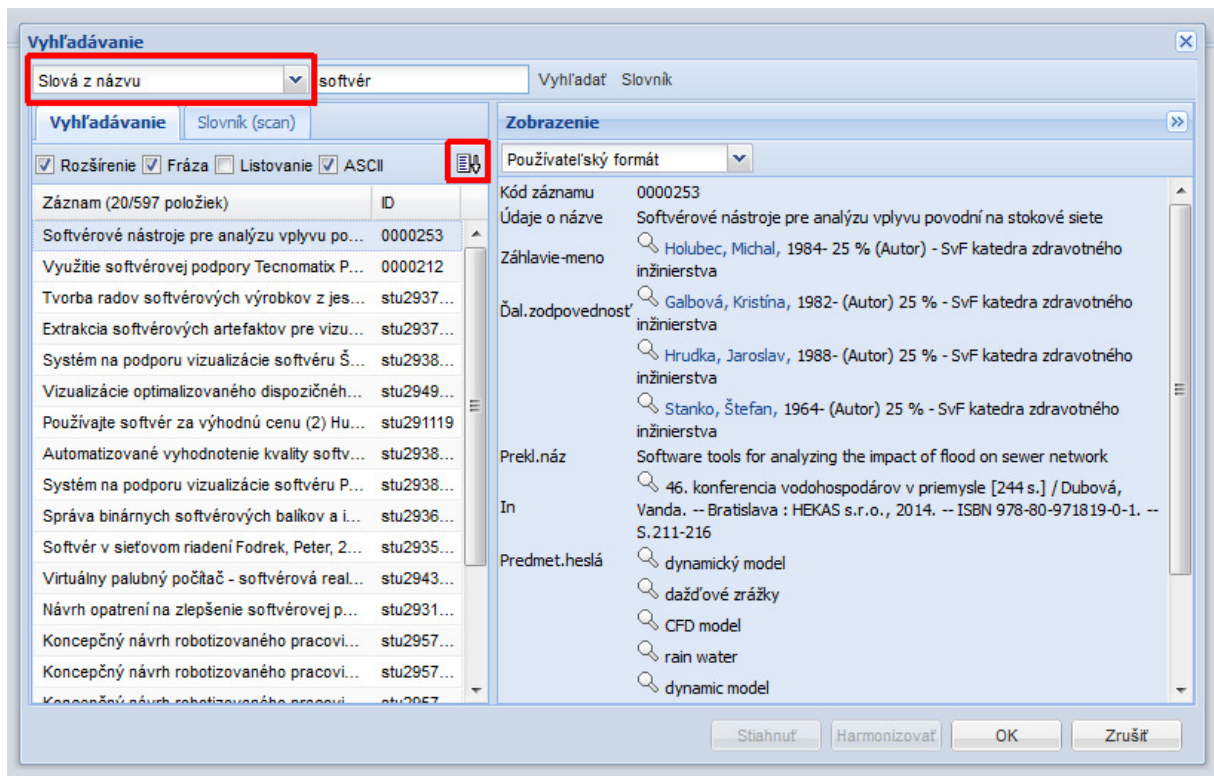 Vyhľadávanie
Slová z názvu softvér Vyhľadať Slovník
Vyhľadávanie Slovník (scan)
Rozšírenie Fráza Listovanie ASCII
Záznam (20/597 položiek) ID
Softvérové nástroje pre analýzu vplyvu po... 0000253
Využitie softvérovej podpory Tecnomatix P... 0000212
Tvorba radov softvérových výrobkov z jes... stu2937...
Extrakcia softvérových artefaktov pre vizu... stu2937...
Systém na podporu vizualizácie softvéru Š... stu2938...
Vizualizácie optimalizovaného dispozičnéh... stu2949...
Používajte softvér za výhodnú cenu (2) Hu... stu291119
Automatizované vyhodnotenie kvality softv... stu2938...
Systém na podporu vizualizácie softvéru P... stu2938...
Správa binárnych softvérových balíkov a i... stu2936...
Softvér v sieťovom riadení Fodrek, Peter, 2... stu2935...
Virtuálny palubný počítač - softvérová real... stu2943...
Návrh opatrení na zlepšenie softvérovej p... stu2931...
Koncepčný návrh robotizovaného pracovi... stu2957...
Koncepčný návrh robotizovaného pracovi... stu2957...
Koncepčný návrh robotizovaného pracovi... stu2957
Zobrazenie
Používateľský formát
Kód záznamu 0000253
Údaje o názve Softvérové nástroje pre analýzu vplyvu povodní na stokové siete
Záhlavie-meno Holubec, Michal, 1984- 25 % (Autor) - SvF katedra zdravotného
inžinierstva
Ďal.zodpovednosť Galbová, Kristína, 1982- (Autor) 25 % - SvF katedra zdravotného
inžinierstva
Hrudka, Jaroslav, 1988- (Autor) 25 % - SvF katedra zdravotného
inžinierstva
Stanko, Štefan, 1964- (Autor) 25 % - SvF katedra zdravotného
inžinierstva
Prekl.náz Software tools for analyzing the impact of flood on sewer network
In 46. konferencia vodohospodárov v priemysle [244 s.] / Dubová,
Vanda. -- Bratislava : HEKAS s.r.o., 2014. -- ISBN 978-80-971819-0-1. --
S.211-216
Predmet.heslá dynamický model
dažďové zrážky
CFD model
rain water
dynamic model
Stiahnuť Harmonizovať OK Zrušiť